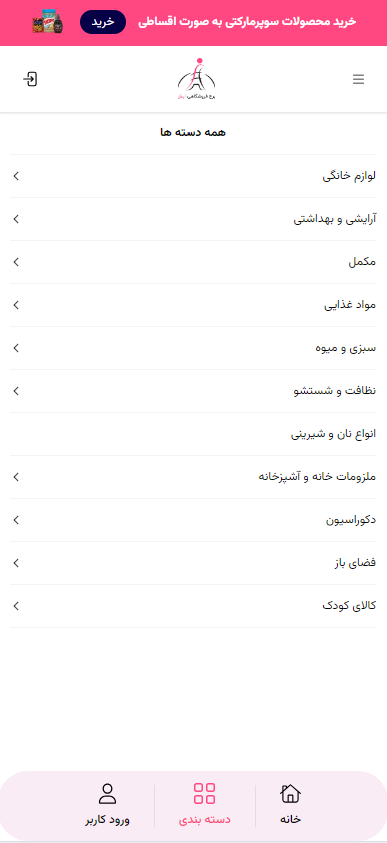 خرید محصولات سوپرمارکتی به صورت اقساطی
خرید
برج فروشگاهی
همه دسته ها
لوازم خانگی
آرایشی و بهداشتی
مکمل
مواد غذایی
سبزی و میوه
نظافت و شستشو
انواع نان و شیرینی
ملزومات خانه و آشپزخانه
دکوراسیون
فضای باز
کالای کودک
خانه
دسته بندی
ورود کاربر